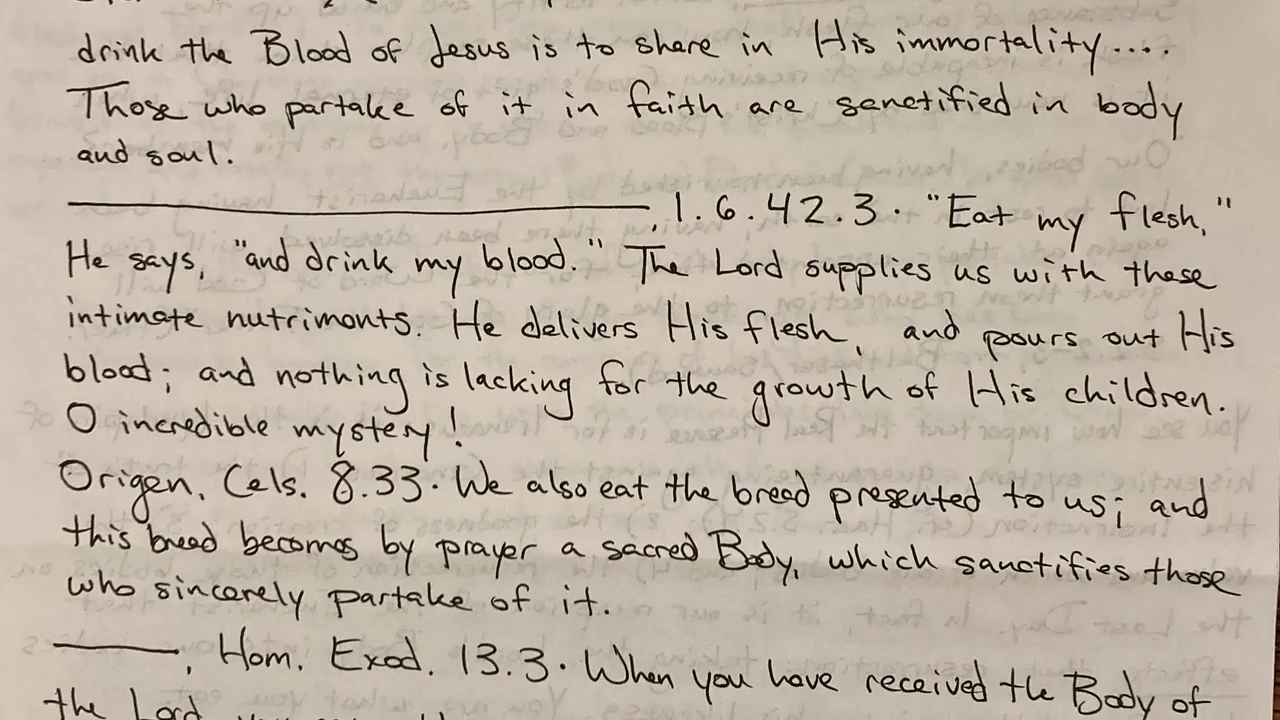 drink the Blood of Jesus is to share in His immortality....
Those who partake of it in faith are sanctified in body
and soul.
, 1.6.42.3. "Eat my flesh,"
He says, "and drink my blood." The Lord supplies us with these
intimate nutriments. He delivers His flesh, and pours out His
blood; and nothing is lacking for the growth of His children.
O incredible mystery!
Origen, Cels. 8.33. We also eat the bread presented to us; and
this bread becomes by prayer a sacred Body, which sanctifies those
who sincerely partake of it.
, Hom. Exod. 13.3. When you have received the Body of
the Lord